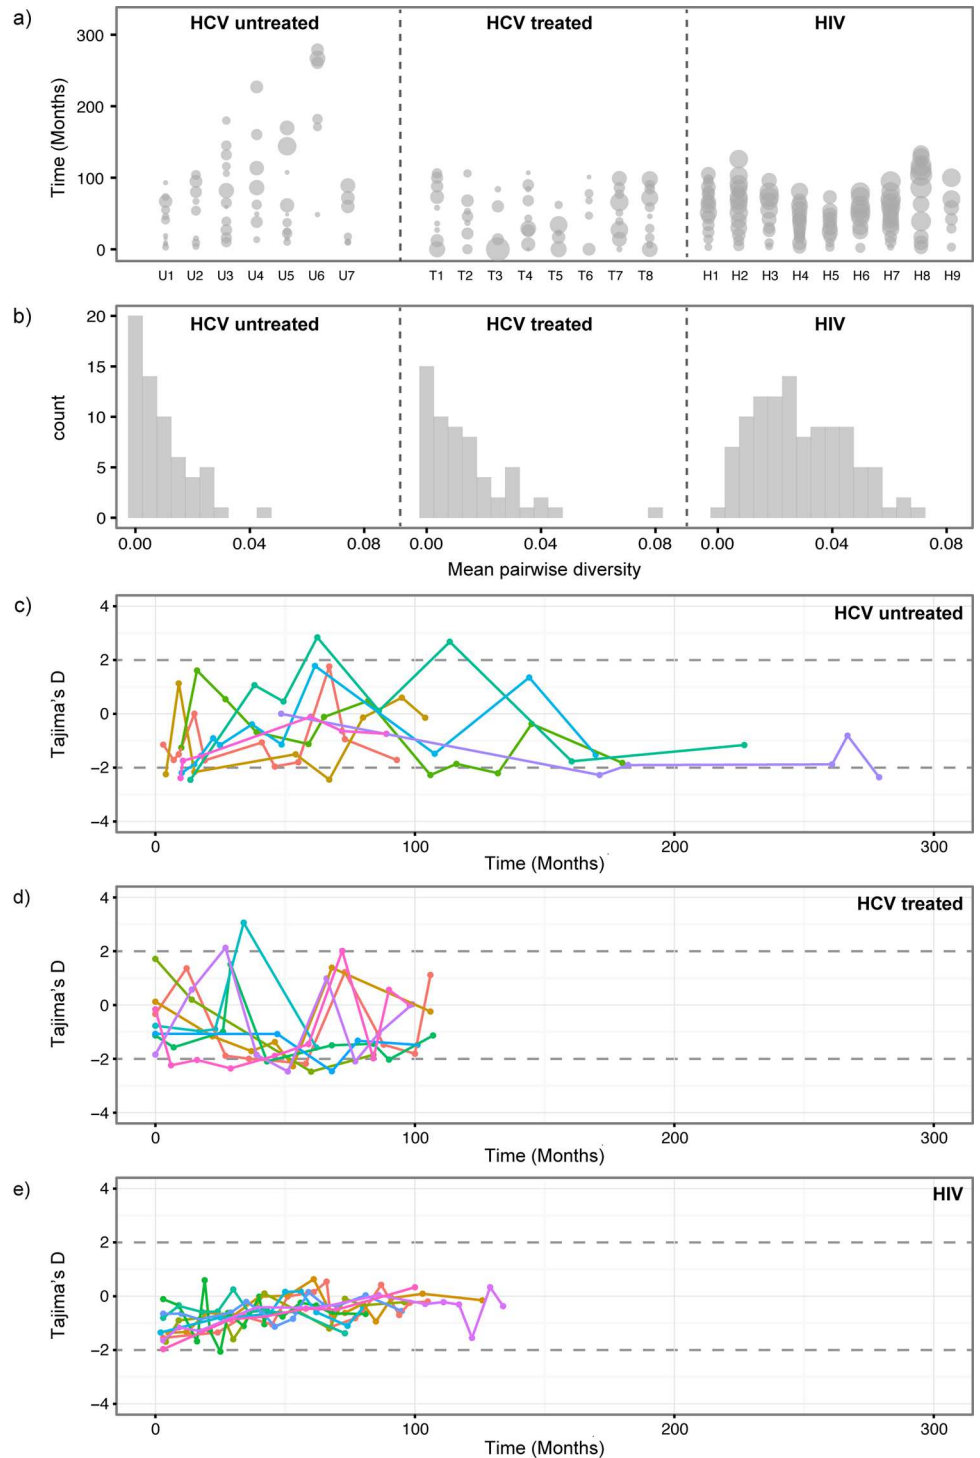 a)
HCV untreated HCV treated HIV
Time (Months)
300
200
100
0
U1 U2 U3 U4 U5 U6 U7 T1 T2 T3 T4 T5 T6 T7 T8 H1 H2 H3 H4 H5 H6 H7 H8 H9
b)
HCV untreated HCV treated HIV
count
20
15
10
5
0
0.00 0.04 0.08 0.00 0.04 0.08 0.00 0.04 0.08
Mean pairwise diversity
c)
HCV untreated
Tajima's D
4
2
0
−2
−4
0 100 200 300
Time (Months)
d)
HCV treated
Tajima's D
4
2
0
−2
−4
0 100 200 300
Time (Months)
e)
HIV
Tajima's D
4
2
0
−2
−4
0 100 200 300
Time (Months)